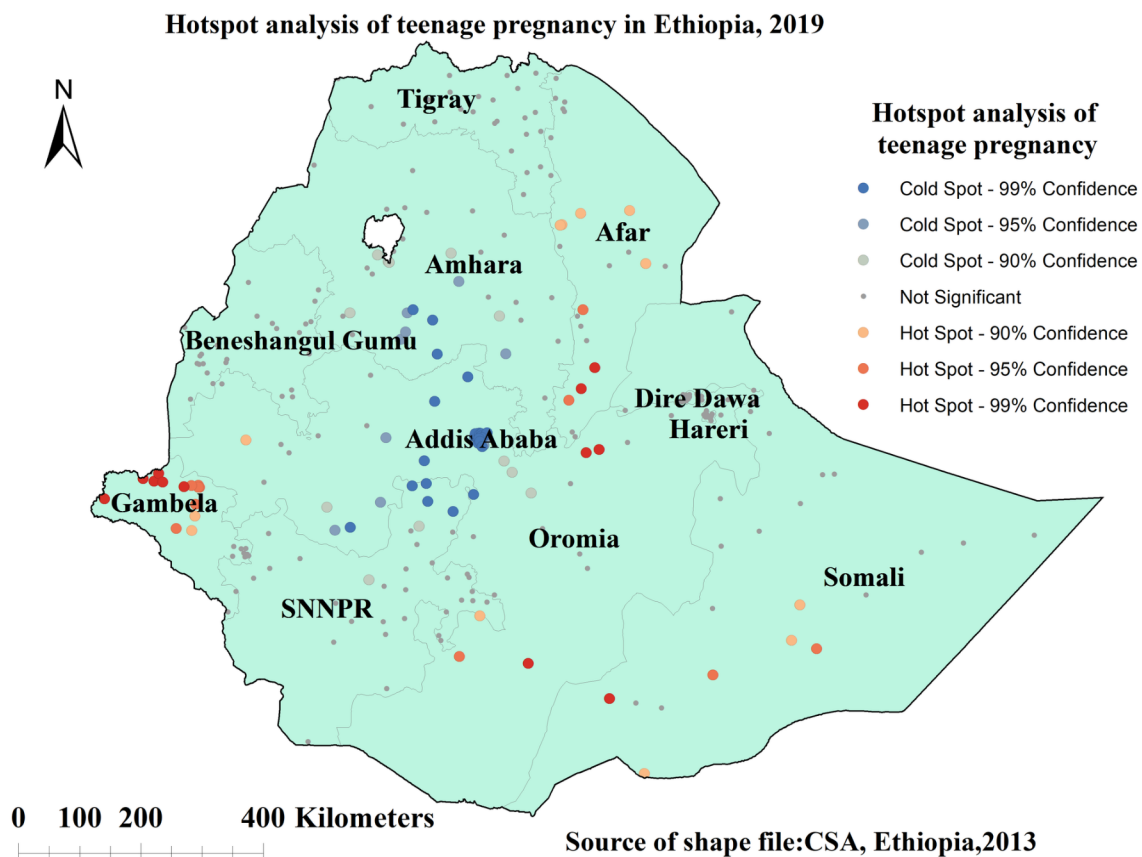 Hotspot analysis of teenage pregnancy in Ethiopia, 2019
N
Tigray
Afar
Amhara
Beneshangul Gumu
Dire Dawa
Hareri
Addis Ababa
Gambela
Oromia
Somali
SNNPR
Hotspot analysis of
teenage pregnancy
Cold Spot - 99% Confidence
Cold Spot - 95% Confidence
Cold Spot - 90% Confidence
Not Significant
Hot Spot - 90% Confidence
Hot Spot - 95% Confidence
Hot Spot - 99% Confidence
0 100 200 400 Kilometers
Source of shape file:CSA, Ethiopia,2013